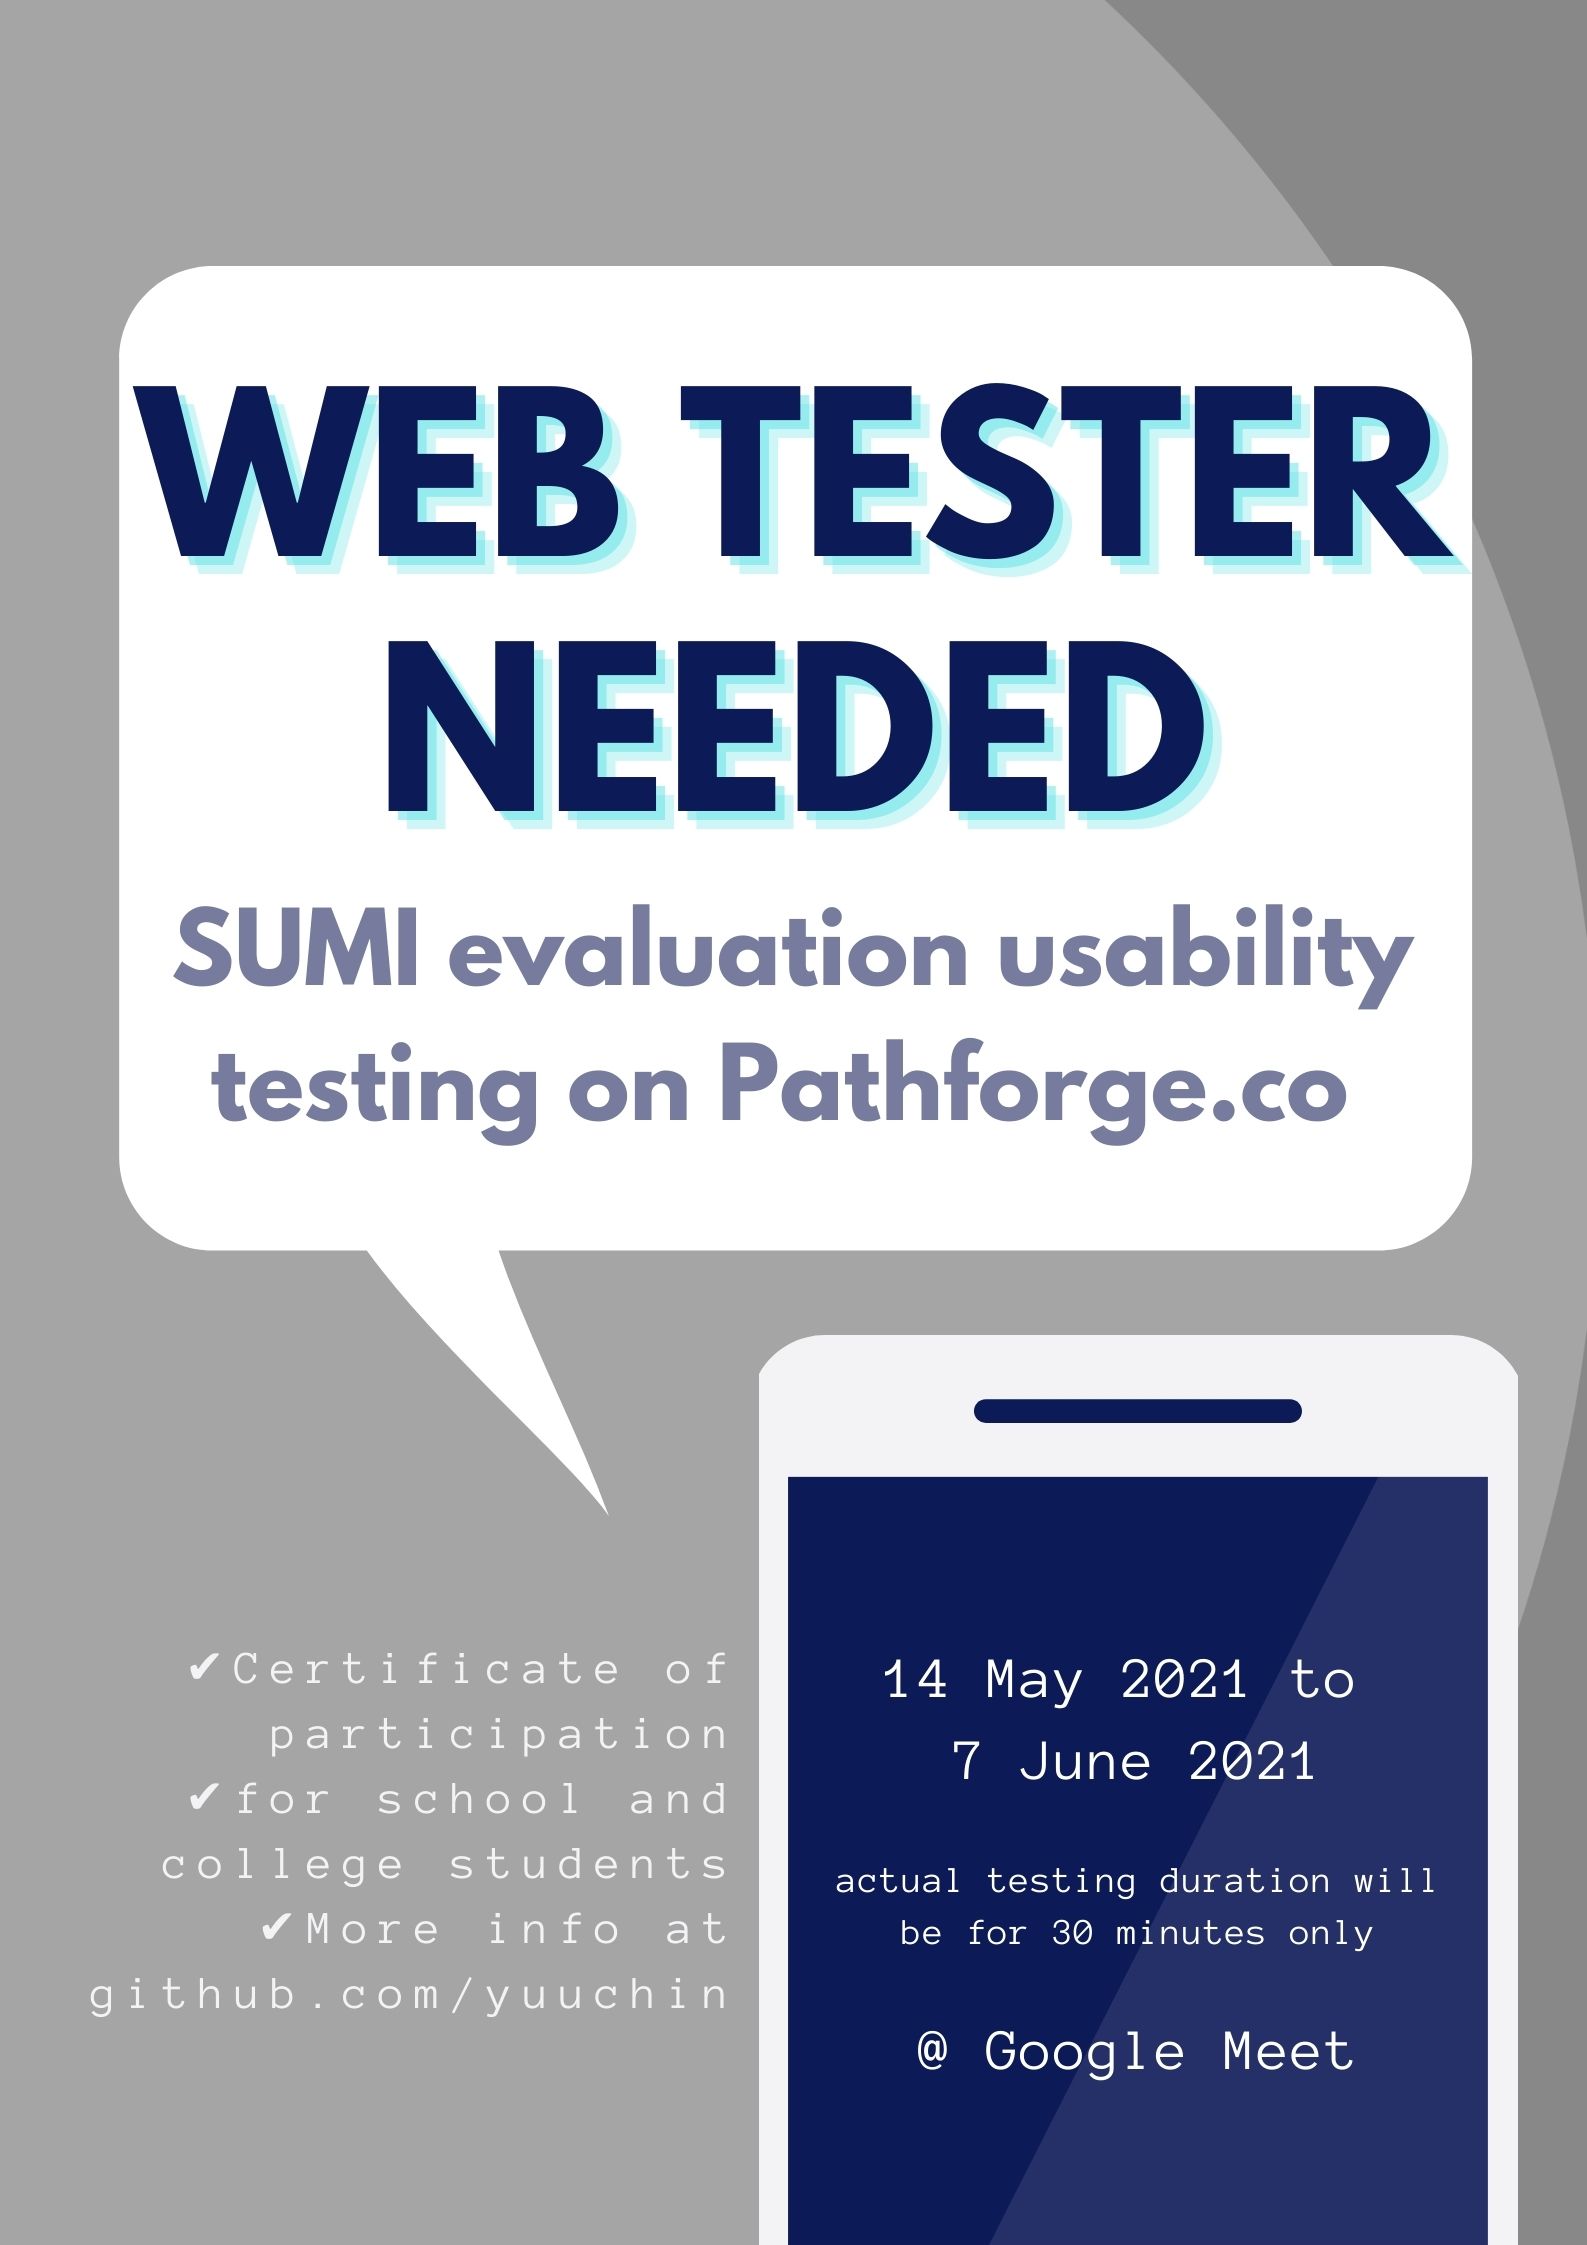 WEB TESTER
NEEDED
SUMI evaluation usability
testing on Pathforge.co
✔Certificate of
participation
✔for school and
college students
✔More info at
github.com/yuuchin
14 May 2021 to
7 June 2021
actual testing duration will
be for 30 minutes only
@ Google Meet